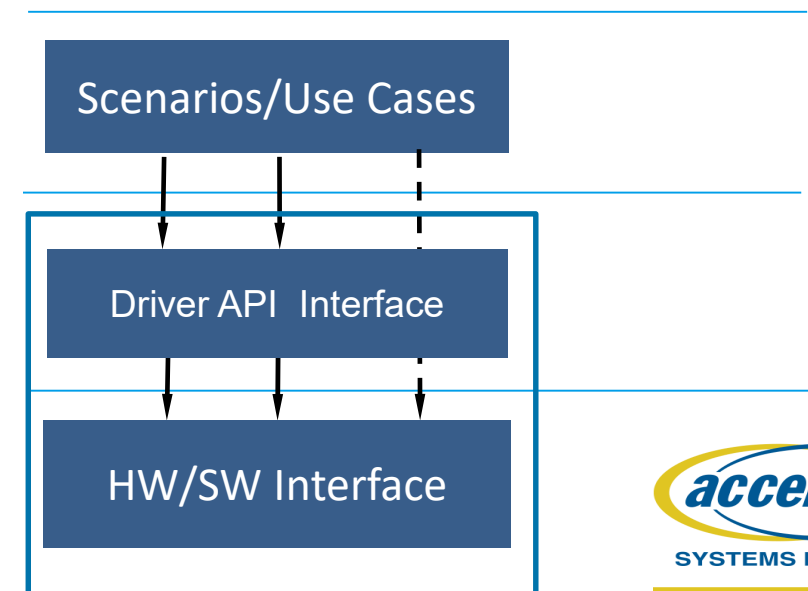 Scenarios/Use Cases
Driver API Interface
HW/SW Interface
SYSTEMS